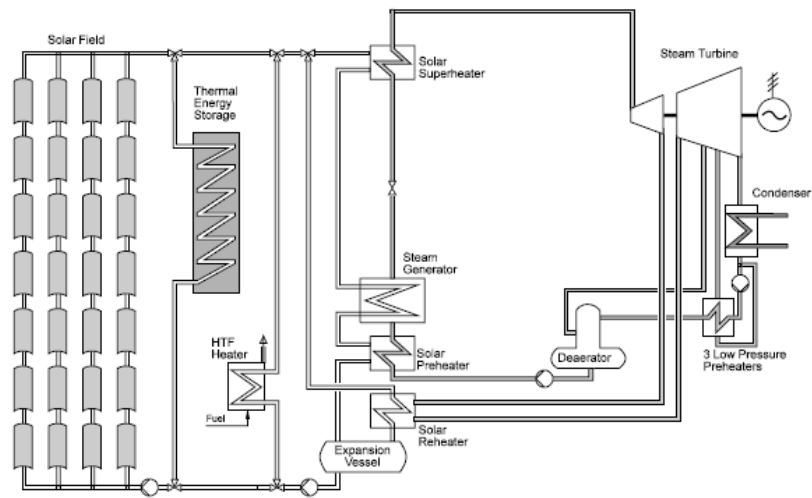 Solar Field
Thermal
Energy
Storage
HTF
Heater
Fuel
Solar
Superheater
Steam
Generator
Solar
Preheater
Solar
Reheater
Expansion
Vessel
Steam Turbine
Condenser
Deaerator
3 Low Pressure
Preheaters